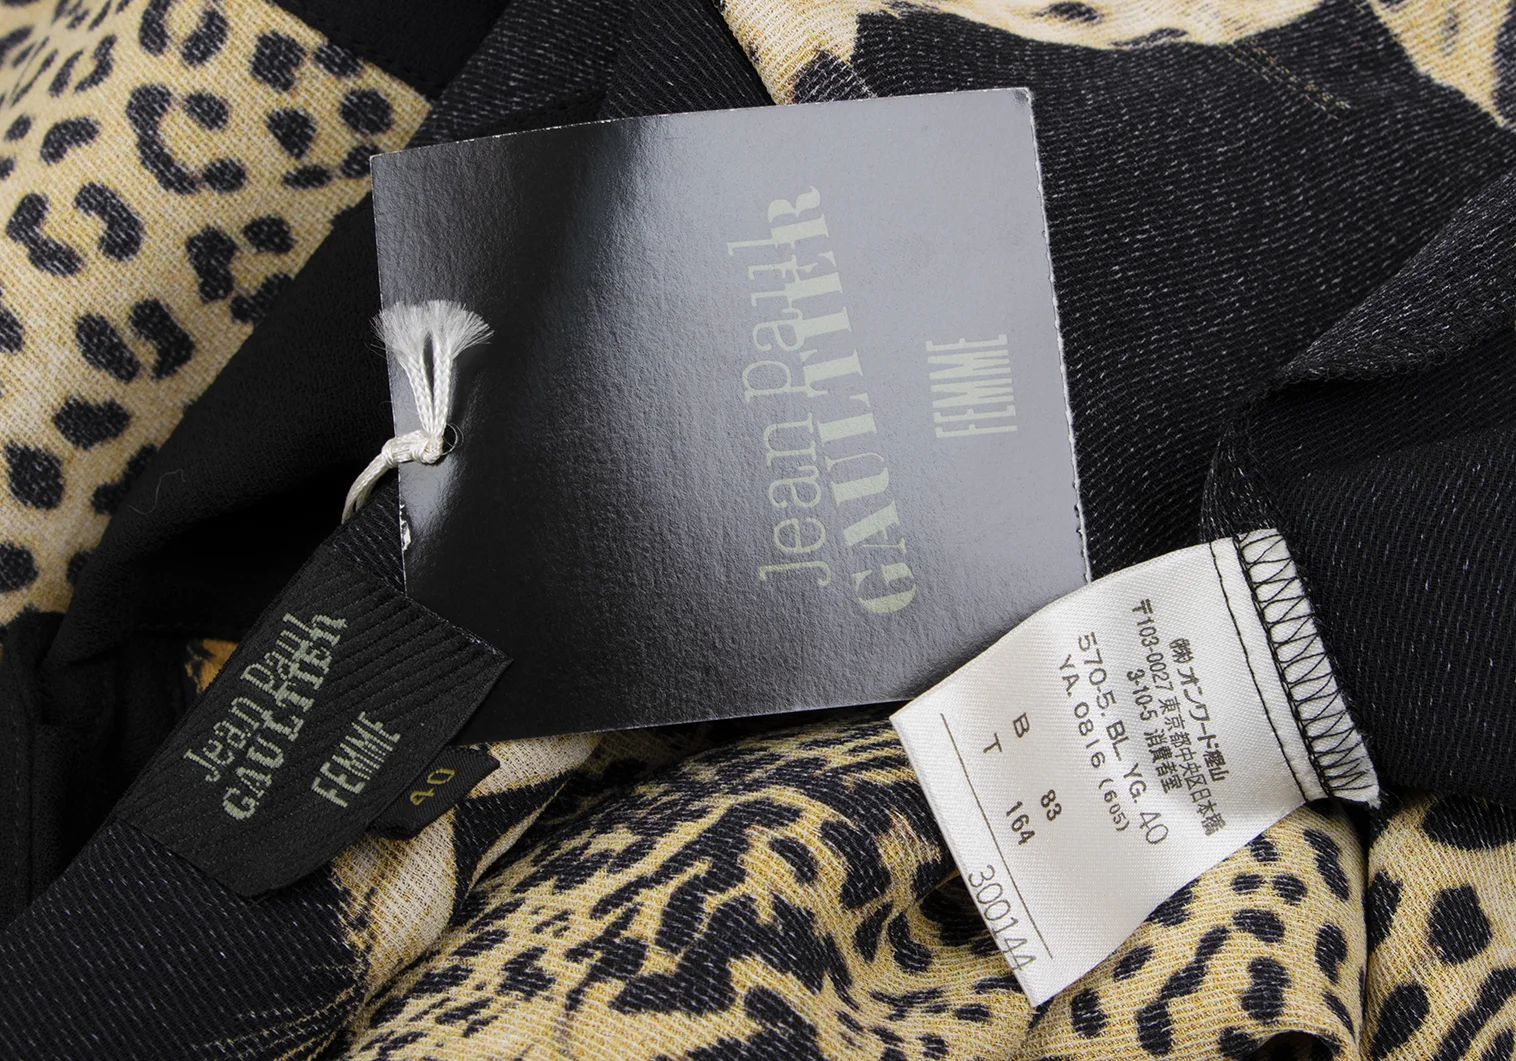 Jean Paul
GAULTIER
FEMME
Jean Paul
GAULTIER
FEMME
40
㈱オンワード樫山
〒103-0027 東京都中央区日本橋
3-10-5 消費者室
570-5. BL. YG. 40
YA. 0816 (605)
B 83
T 164
300144